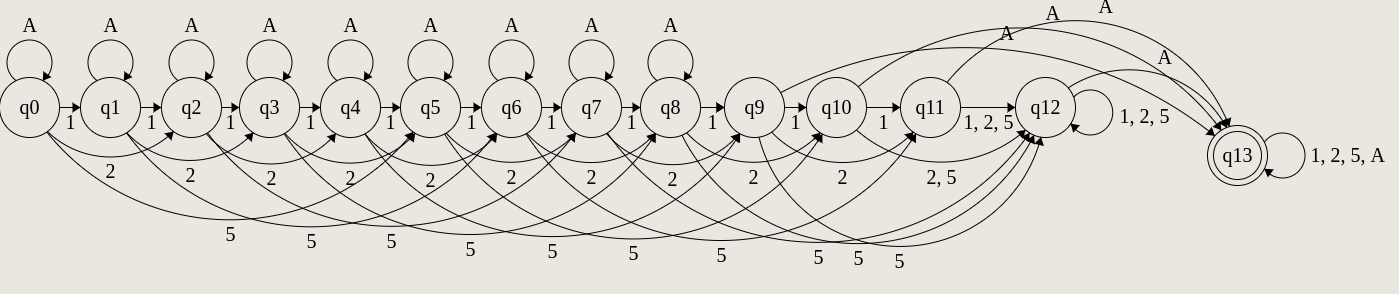 A A A A A A A A A A A A
q0 q1 q2 q3 q4 q5 q6 q7 q8 q9 q10 q11 q12 A
1 1 1 1 1 1 1 1 1 1 1 1, 2, 5 1, 2, 5
q13 1, 2, 5, A
2 2 2 2 2 2 2 2 2 2 2, 5
5 5 5 5 5 5 5 5 5 5